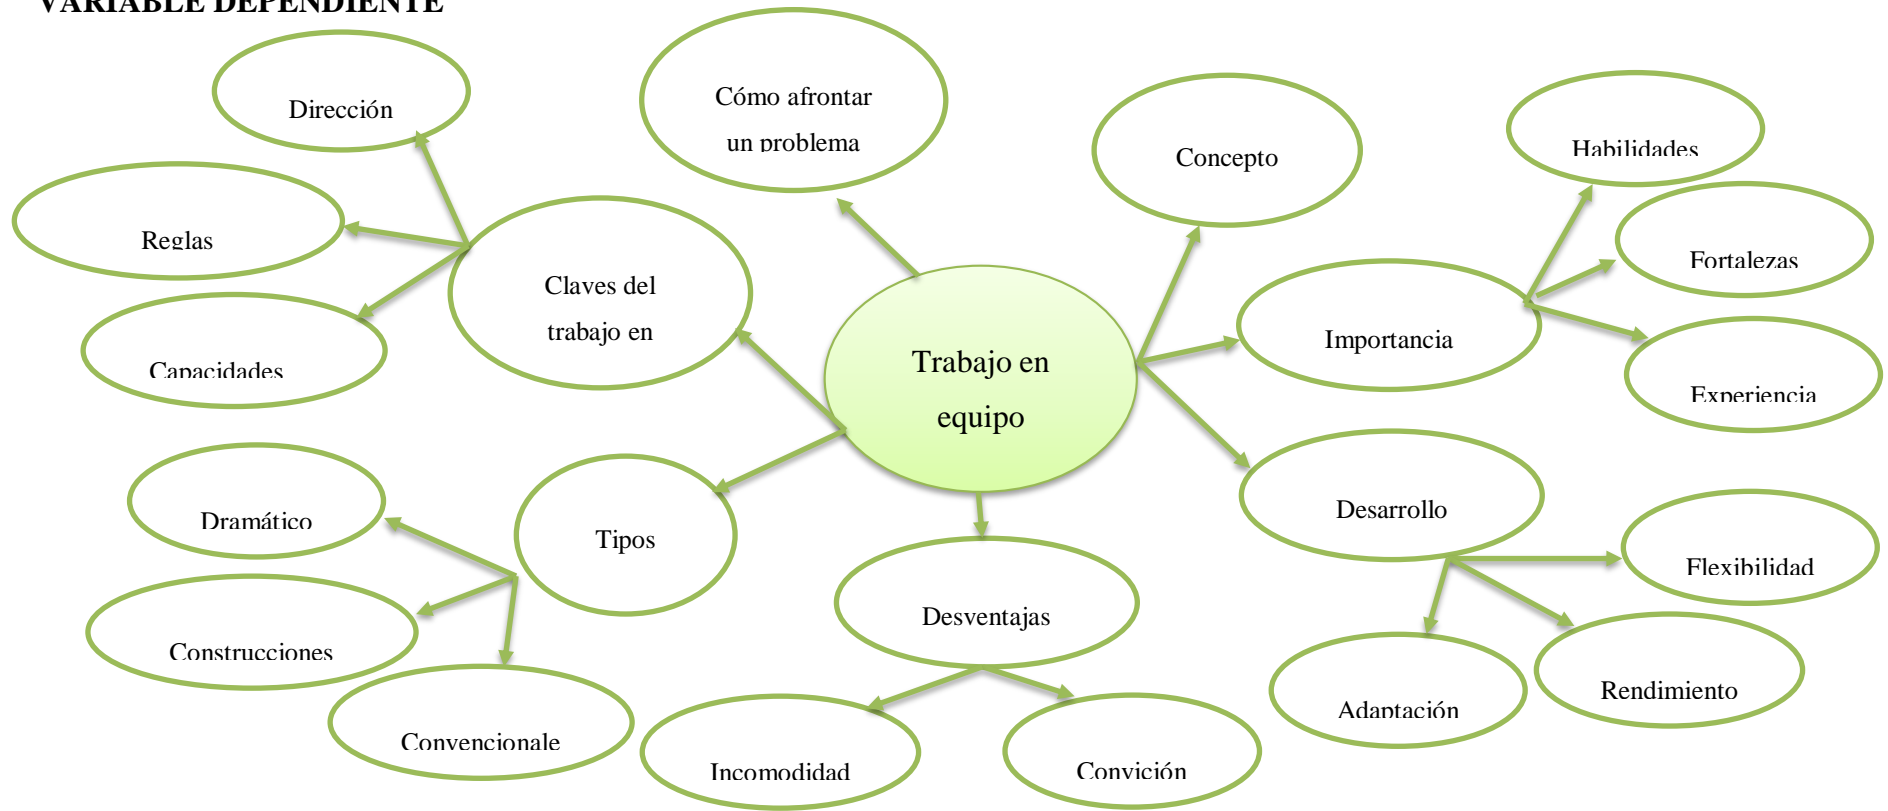 VARIABLE DEPENDIENTE
Dirección
Cómo afrontar
un problema
Concepto
Habilidades
Reglas
Fortalezas
Claves del
trabajo en
Importancia
Capacidades
Trabajo en
equipo
Experiencia
Dramático
Tipos
Desarrollo
Flexibilidad
Desventajas
Construcciones
Rendimiento
Adaptación
Convencionale
Incomodidad
Convición